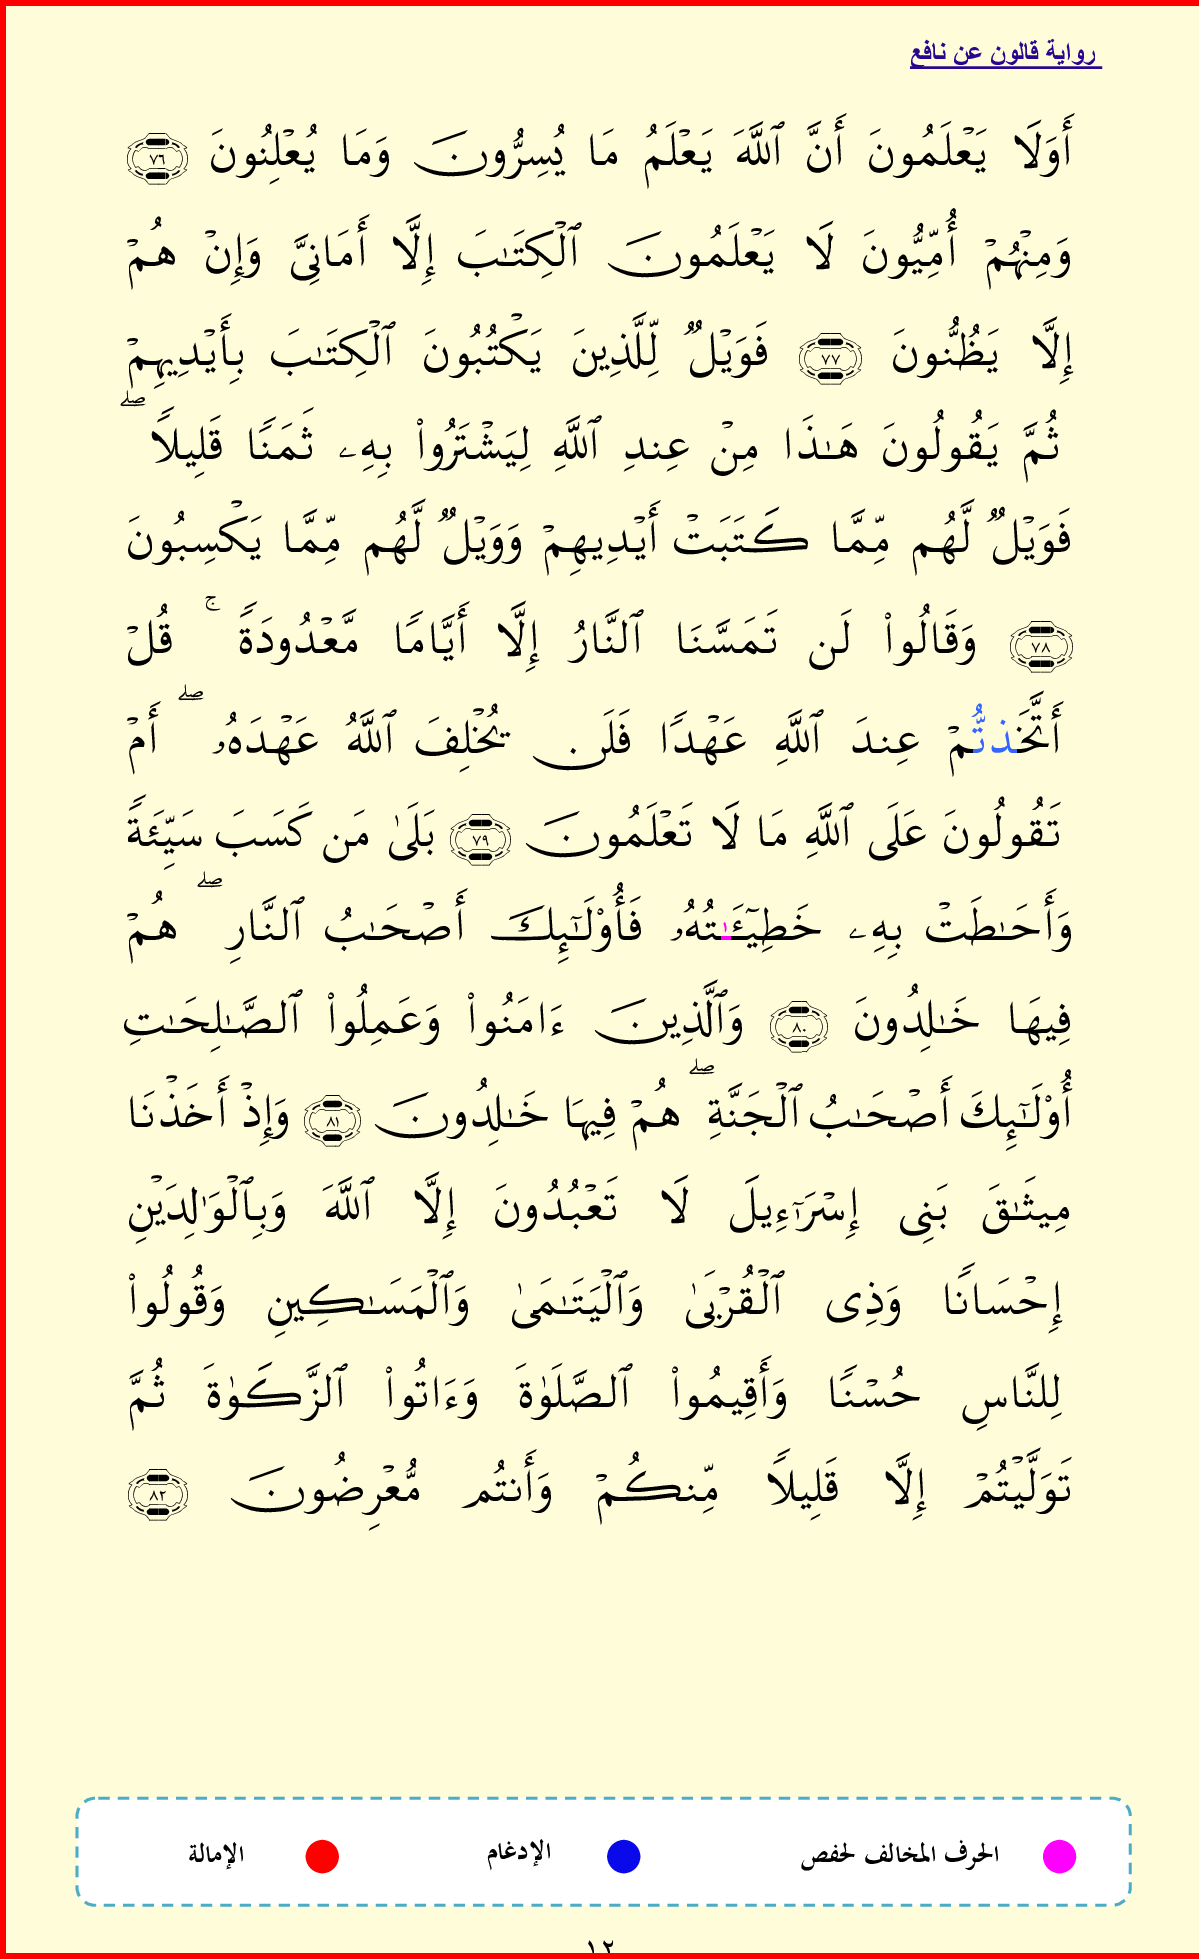 رواية قالون عن نافع
أَوَلَا يَعْلَمُونَ أَنَّ ٱللَّهَ يَعْلَمُ مَا يُسِرُّونَ وَمَا يُعْلِنُونَ ٧٦
وَمِنْهُمْ أُمِّيُّونَ لَا يَعْلَمُونَ ٱلْكِتَٰبَ إِلَّا أَمَانِىَّ وَإِنْ هُمْ
إِلَّا يَظُنُّونَ ٧٧ فَوَيْلٌ لِّلَّذِينَ يَكْتُبُونَ ٱلْكِتَٰبَ بِأَيْدِيهِمْ
ثُمَّ يَقُولُونَ هَٰذَا مِنْ عِندِ ٱللَّهِ لِيَشْتَرُوا۟ بِهِۦ ثَمَنًا قَلِيلًا ۖ
فَوَيْلٌ لَّهُم مِّمَّا كَتَبَتْ أَيْدِيهِمْ وَوَيْلٌ لَّهُم مِّمَّا يَكْسِبُونَ
٧٨ وَقَالُوا۟ لَن تَمَسَّنَا ٱلنَّارُ إِلَّا أَيَّامًا مَّعْدُودَةً ۚ قُلْ
أَتَّخَذتُّمْ عِندَ ٱللَّهِ عَهْدًا فَلَن يُخْلِفَ ٱللَّهُ عَهْدَهُۥ ۖ أَمْ
تَقُولُونَ عَلَى ٱللَّهِ مَا لَا تَعْلَمُونَ ٧٩ بَلَىٰ مَن كَسَبَ سَيِّئَةً
وَأَحَٰطَتْ بِهِۦ خَطِيٓـَٰٔتُهُۥ فَأُوْلَٰٓئِكَ أَصْحَٰبُ ٱلنَّارِ ۖ هُمْ
فِيهَا خَٰلِدُونَ ٨٠ وَٱلَّذِينَ ءَامَنُوا۟ وَعَمِلُوا۟ ٱلصَّٰلِحَٰتِ
أُوْلَٰٓئِكَ أَصْحَٰبُ ٱلْجَنَّةِ ۖ هُمْ فِيهَا خَٰلِدُونَ ٨١ وَإِذْ أَخَذْنَا
مِيثَٰقَ بَنِى إِسْرَٰٓءِيلَ لَا تَعْبُدُونَ إِلَّا ٱللَّهَ وَبِٱلْوَٰلِدَيْنِ
إِحْسَانًا وَذِى ٱلْقُرْبَىٰ وَٱلْيَتَٰمَىٰ وَٱلْمَسَٰكِينِ وَقُولُوا۟
لِلنَّاسِ حُسْنًا وَأَقِيمُوا۟ ٱلصَّلَوٰةَ وَءَاتُوا۟ ٱلزَّكَوٰةَ ثُمَّ
تَوَلَّيْتُمْ إِلَّا قَلِيلًا مِّنكُمْ وَأَنتُم مُّعْرِضُونَ ٨٢
الحرف المخالف لحفص الإدغام الإمالة
١٢